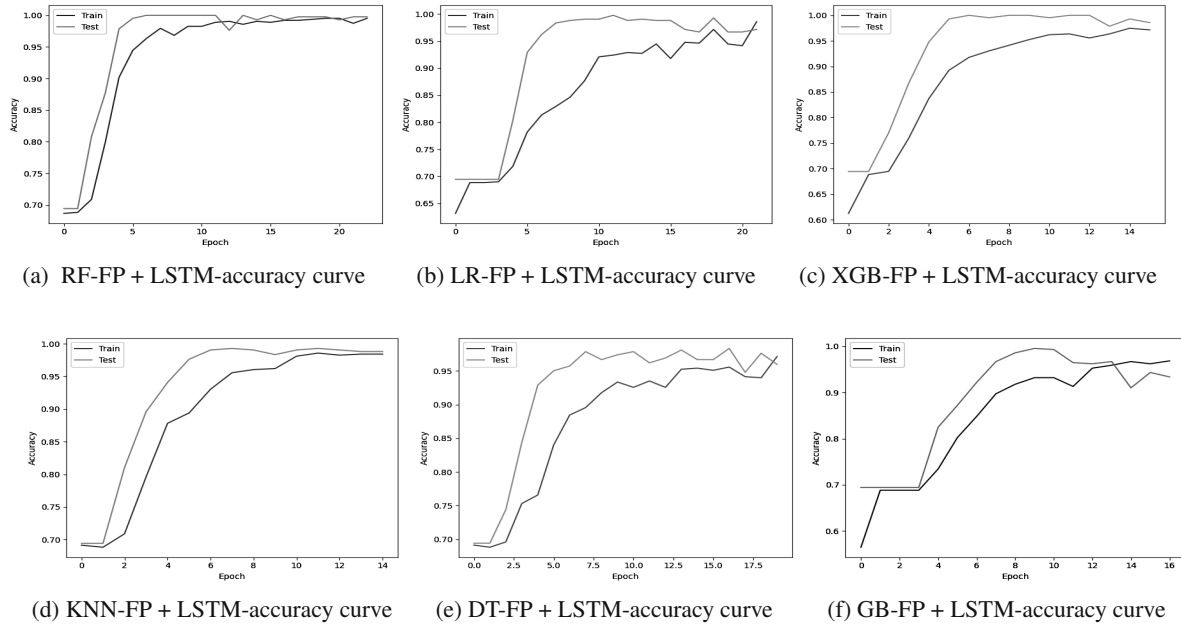 1.00
0.95
0.90
0.85
0.80
0.75
0.70
Accuracy
Train
Test
0 5 10 15 20
Epoch
(a) RF-FP + LSTM-accuracy curve
1.00
0.95
0.90
0.85
0.80
0.75
0.70
0.65
Accuracy
Train
Test
0 5 10 15 20
Epoch
(b) LR-FP + LSTM-accuracy curve
1.00
0.95
0.90
0.85
0.80
0.75
0.70
0.65
0.60
Accuracy
Train
Test
0 2 4 6 8 10 12 14
Epoch
(c) XGB-FP + LSTM-accuracy curve
1.00
0.95
0.90
0.85
0.80
0.75
0.70
Accuracy
Train
Test
0 2 4 6 8 10 12 14
Epoch
(d) KNN-FP + LSTM-accuracy curve
1.00
0.95
0.90
0.85
0.80
0.75
0.70
Accuracy
Train
Test
0.0 2.5 5.0 7.5 10.0 12.5 15.0 17.5
Epoch
(e) DT-FP + LSTM-accuracy curve
1.0
0.9
0.8
0.7
0.6
Accuracy
Train
Test
0 2 4 6 8 10 12 14 16
Epoch
(f) GB-FP + LSTM-accuracy curve